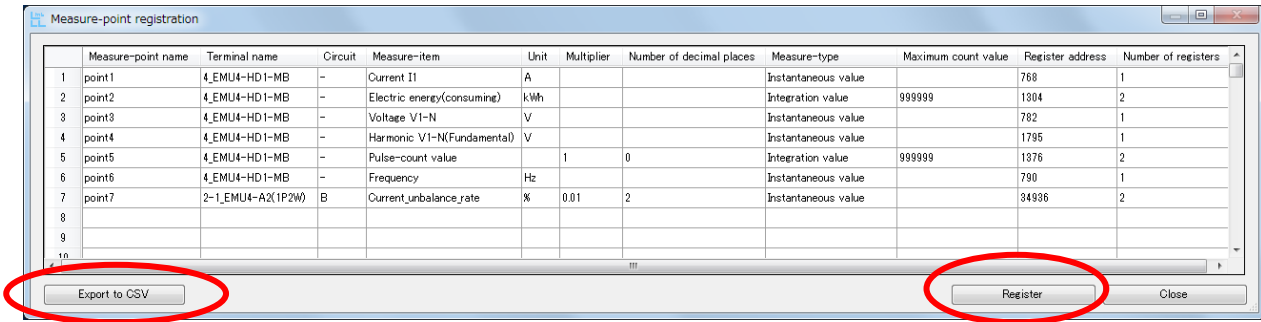 Measure-point registration
Measure-point name Terminal name Circuit Measure-item Unit Multiplier Number of decimal places Measure-type Maximum count value Register address Number of registers
1 point1 4_EMU4-HD1-MB - Current I1 A Instantaneous value 768 1
2 point2 4_EMU4-HD1-MB - Electric energy(consuming) kWh Integration value 999999 1304 2
3 point3 4_EMU4-HD1-MB - Voltage V1-N V Instantaneous value 782 1
4 point4 4_EMU4-HD1-MB - Harmonic V1-N(Fundamental) V Instantaneous value 1795 1
5 point5 4_EMU4-HD1-MB - Pulse-count value 1 0 Integration value 999999 1376 2
6 point6 4_EMU4-HD1-MB - Frequency Hz Instantaneous value 790 1
7 point7 2-1_EMU4-A2(1P2W) B Current_unbalance_rate % 0.01 2 Instantaneous value 34936 2
8
9
10
Export to CSV Register Close